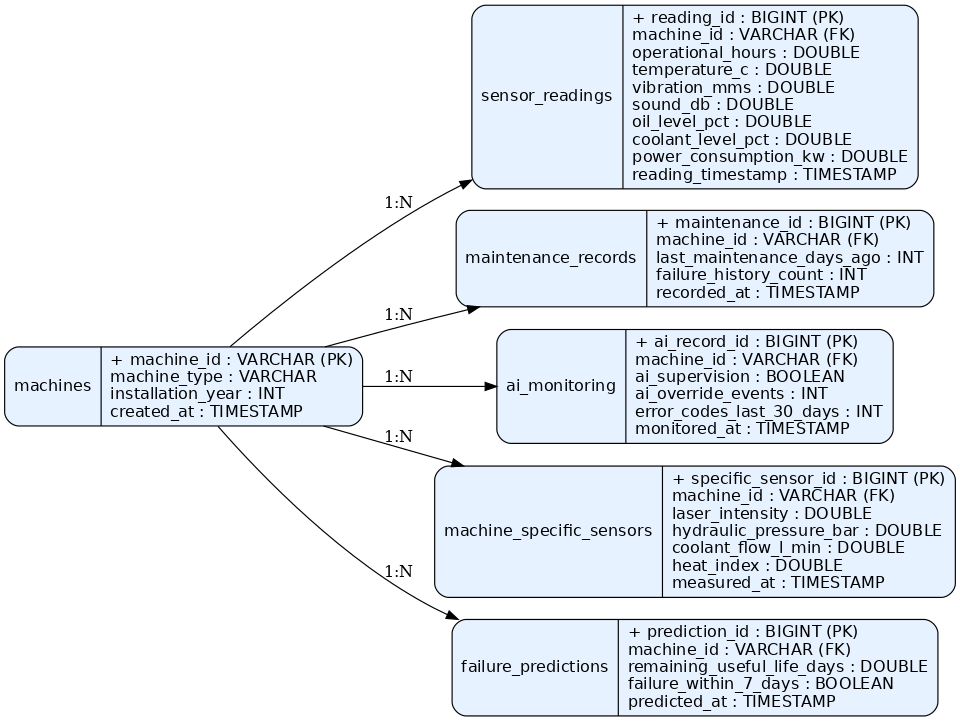 sensor_readings
+ reading_id : BIGINT (PK)
machine_id : VARCHAR (FK)
operational_hours : DOUBLE
temperature_c : DOUBLE
vibration_mms : DOUBLE
sound_db : DOUBLE
oil_level_pct : DOUBLE
coolant_level_pct : DOUBLE
power_consumption_kw : DOUBLE
reading_timestamp : TIMESTAMP
1:N
maintenance_records
+ maintenance_id : BIGINT (PK)
machine_id : VARCHAR (FK)
last_maintenance_days_ago : INT
failure_history_count : INT
recorded_at : TIMESTAMP
1:N
machines
+ machine_id : VARCHAR (PK)
machine_type : VARCHAR
installation_year : INT
created_at : TIMESTAMP
1:N
ai_monitoring
+ ai_record_id : BIGINT (PK)
machine_id : VARCHAR (FK)
ai_supervision : BOOLEAN
ai_override_events : INT
error_codes_last_30_days : INT
monitored_at : TIMESTAMP
1:N
machine_specific_sensors
+ specific_sensor_id : BIGINT (PK)
machine_id : VARCHAR (FK)
laser_intensity : DOUBLE
hydraulic_pressure_bar : DOUBLE
coolant_flow_l_min : DOUBLE
heat_index : DOUBLE
measured_at : TIMESTAMP
1:N
failure_predictions
+ prediction_id : BIGINT (PK)
machine_id : VARCHAR (FK)
remaining_useful_life_days : DOUBLE
failure_within_7_days : BOOLEAN
predicted_at : TIMESTAMP